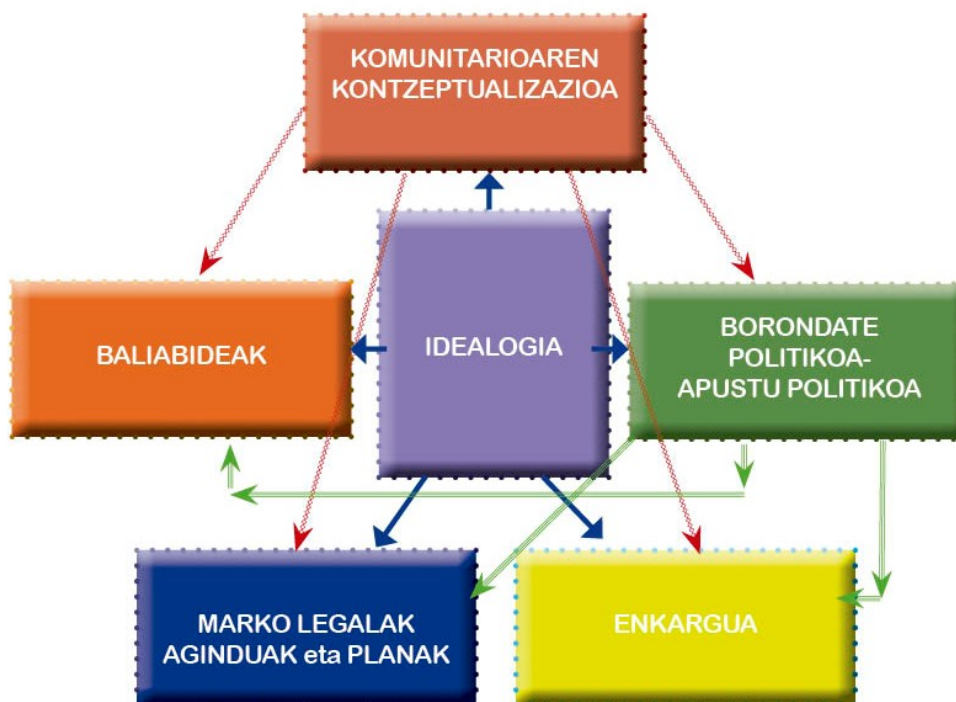 KOMUNITARIOAREN
KONTZEPTUALIZAZIOA
BALIABIDEAK
IDEALOGIA
BORONDATE
POLITIKOA-
APUSTU POLITIKOA
MARKO LEGALAK
AGINDUAK eta PLANAK
ENKARGUA